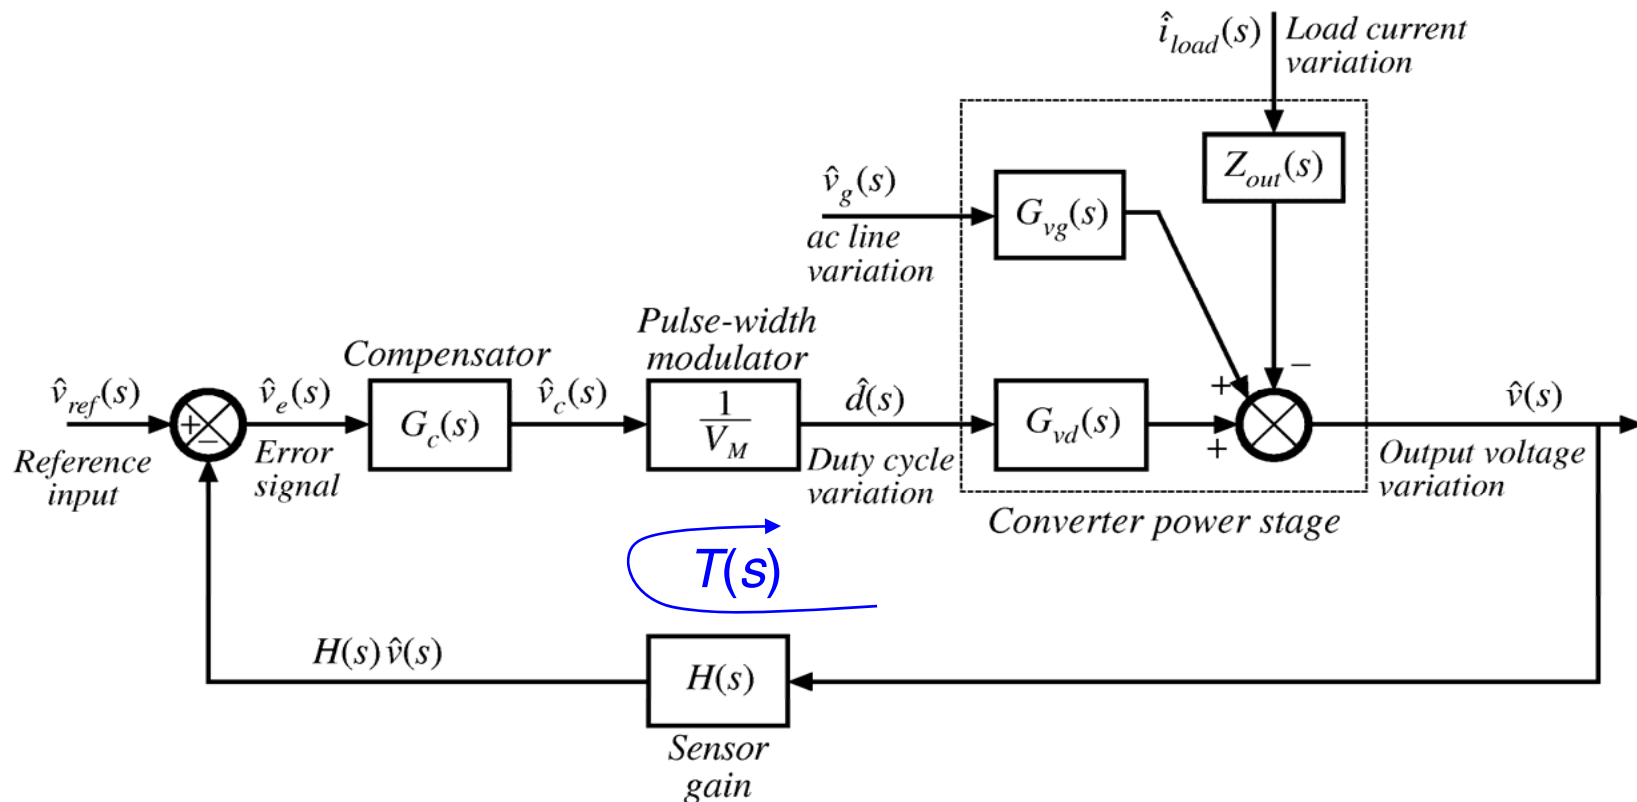 î_load(s)
Load current
variation
Z_out(s)
v̂_g(s)
G_vg(s)
ac line
variation
Pulse-width
modulator
Compensator
−
+
v̂_ref(s)
+
−
v̂_e(s)
G_c(s)
v̂_c(s)
1
V_M
d̂(s)
G_vd(s)
+
v̂(s)
Reference
input
Error
signal
Duty cycle
variation
Output voltage
variation
Converter power stage
T(s)
H(s) v̂(s)
H(s)
Sensor
gain